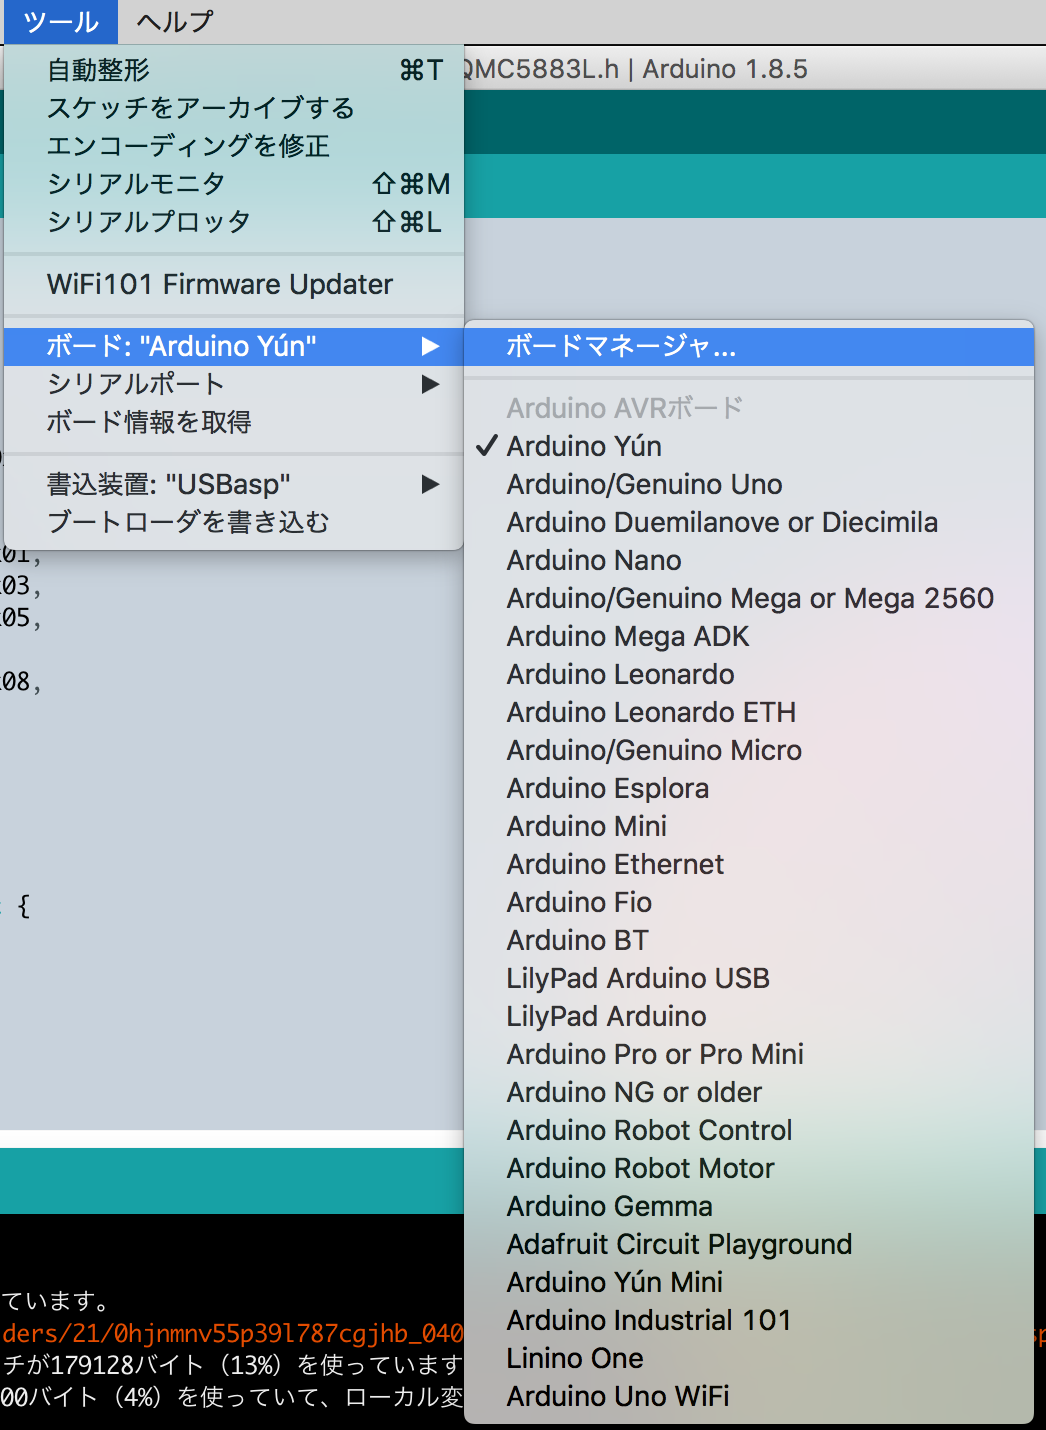 ツール ヘルプ
QMC5883L.h | Arduino 1.8.5
自動整形 ⌘T
スケッチをアーカイブする
エンコーディングを修正
シリアルモニタ ⇧⌘M
シリアルプロッタ ⇧⌘L
WiFi101 Firmware Updater
ボード: "Arduino Yún" ▶
シリアルポート ▶
ボード情報を取得
書込装置: "USBasp" ▶
ブートローダを書き込む
ボードマネージャ...
Arduino AVRボード
✓ Arduino Yún
Arduino/Genuino Uno
Arduino Duemilanove or Diecimila
Arduino Nano
Arduino/Genuino Mega or Mega 2560
Arduino Mega ADK
Arduino Leonardo
Arduino Leonardo ETH
Arduino/Genuino Micro
Arduino Esplora
Arduino Mini
Arduino Ethernet
Arduino Fio
Arduino BT
LilyPad Arduino USB
LilyPad Arduino
Arduino Pro or Pro Mini
Arduino NG or older
Arduino Robot Control
Arduino Robot Motor
Arduino Gemma
Adafruit Circuit Playground
Arduino Yún Mini
Arduino Industrial 101
Linino One
Arduino Uno WiFi
x01,
x03,
x05,
x08,
{
ています。
ders/21/0hjnmnv55p39l787cgjhb_040
チが179128バイト（13%）を使っています
00バイト（4%）を使っていて、ローカル変